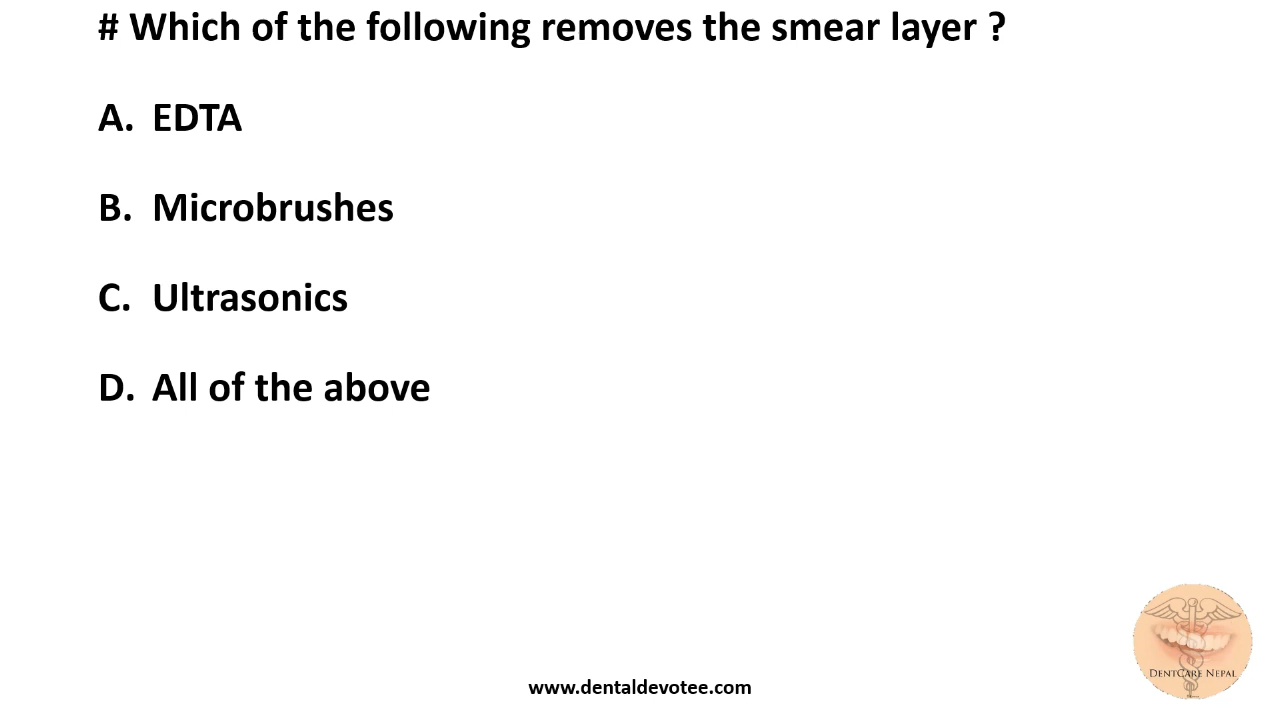 # Which of the following removes the smear layer ?
A. EDTA
B. Microbrushes
C. Ultrasonics
D. All of the above
DentCare Nepal
www.dentaldevotee.com